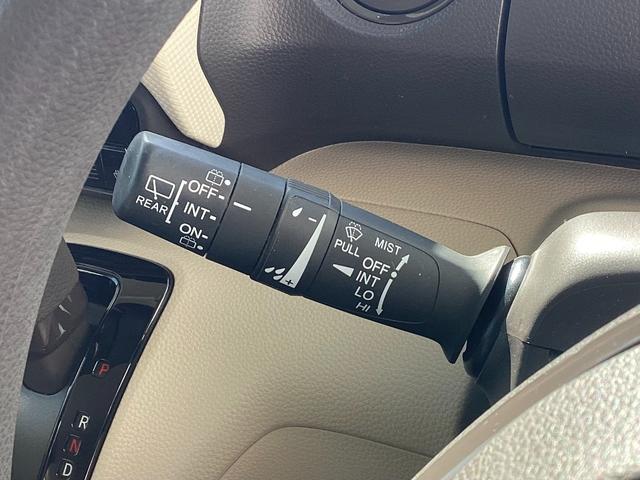 REAR
OFF
INT
ON
PULL
MIST
OFF
INT
LO
HI
P
R
N
D